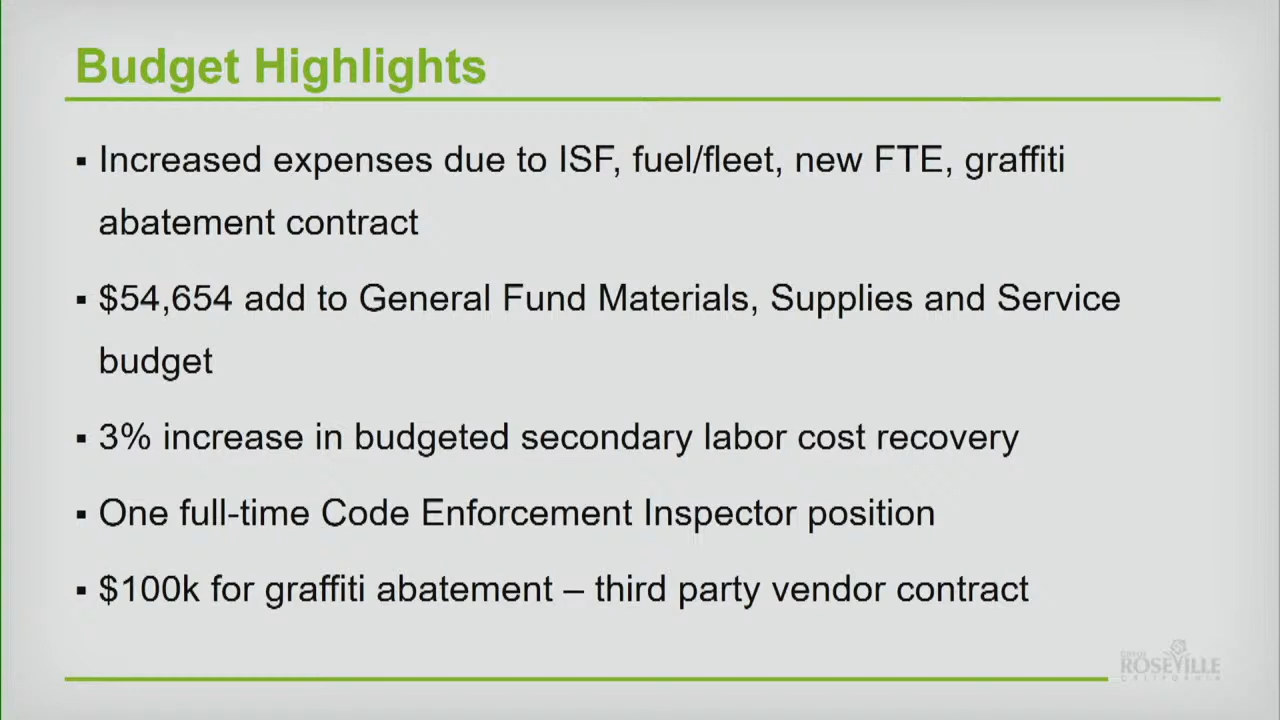 Budget Highlights
▪ Increased expenses due to ISF, fuel/fleet, new FTE, graffiti
abatement contract
▪ $54,654 add to General Fund Materials, Supplies and Service
budget
▪ 3% increase in budgeted secondary labor cost recovery
▪ One full-time Code Enforcement Inspector position
▪ $100k for graffiti abatement – third party vendor contract
ROSEVILLE
CALIFORNIA